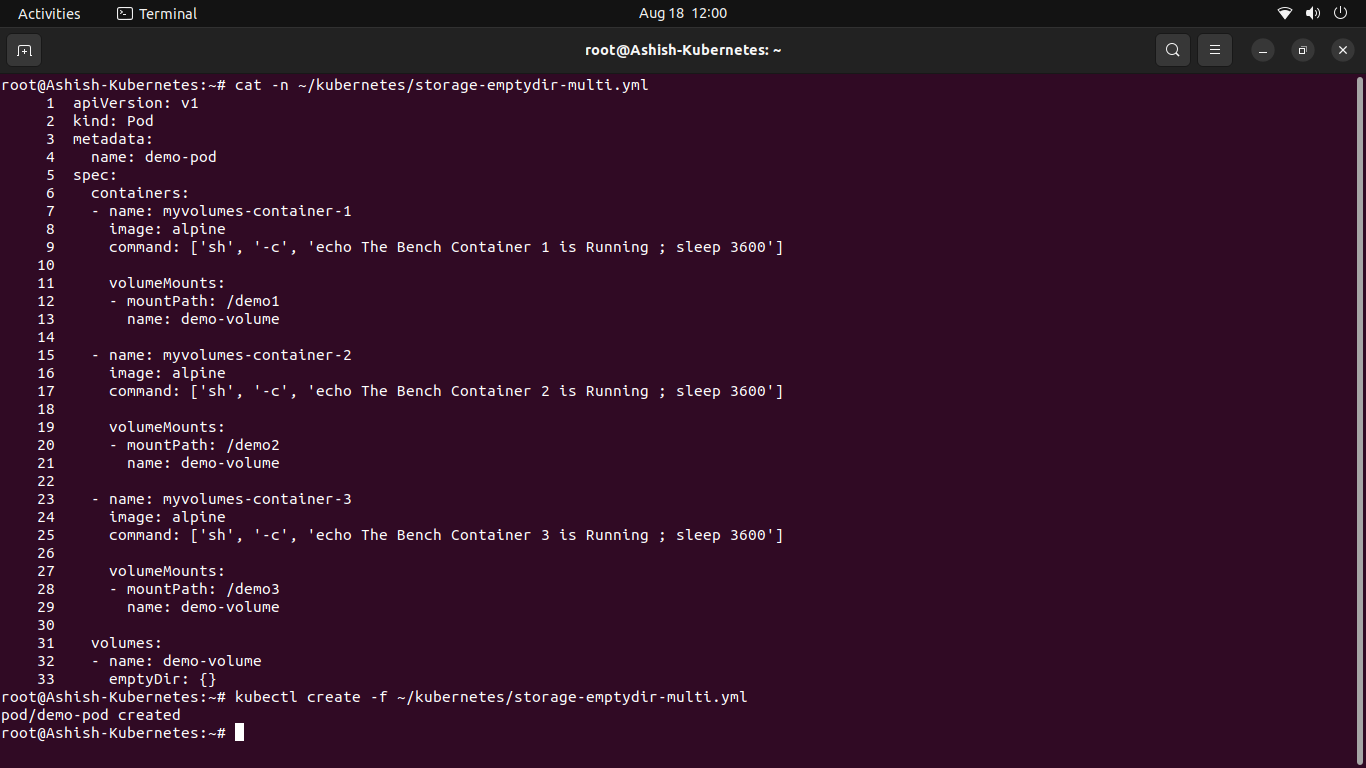 Activities Terminal Aug 18 12:00
root@Ashish-Kubernetes: ~
root@Ashish-Kubernetes:~# cat -n ~/kubernetes/storage-emptydir-multi.yml
     1  apiVersion: v1
     2  kind: Pod
     3  metadata:
     4    name: demo-pod
     5  spec:
     6    containers:
     7    - name: myvolumes-container-1
     8      image: alpine
     9      command: ['sh', '-c', 'echo The Bench Container 1 is Running ; sleep 3600']
    10
    11      volumeMounts:
    12      - mountPath: /demo1
    13        name: demo-volume
    14
    15    - name: myvolumes-container-2
    16      image: alpine
    17      command: ['sh', '-c', 'echo The Bench Container 2 is Running ; sleep 3600']
    18
    19      volumeMounts:
    20      - mountPath: /demo2
    21        name: demo-volume
    22
    23    - name: myvolumes-container-3
    24      image: alpine
    25      command: ['sh', '-c', 'echo The Bench Container 3 is Running ; sleep 3600']
    26
    27      volumeMounts:
    28      - mountPath: /demo3
    29        name: demo-volume
    30
    31    volumes:
    32    - name: demo-volume
    33      emptyDir: {}
root@Ashish-Kubernetes:~# kubectl create -f ~/kubernetes/storage-emptydir-multi.yml
pod/demo-pod created
root@Ashish-Kubernetes:~#